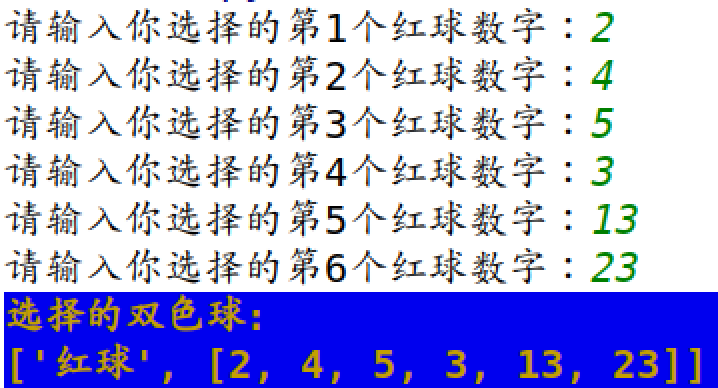 请输入你选择的第1个红球数字：2
请输入你选择的第2个红球数字：4
请输入你选择的第3个红球数字：5
请输入你选择的第4个红球数字：3
请输入你选择的第5个红球数字：13
请输入你选择的第6个红球数字：23
选择的双色球：
['红球', [2, 4, 5, 3, 13, 23]]